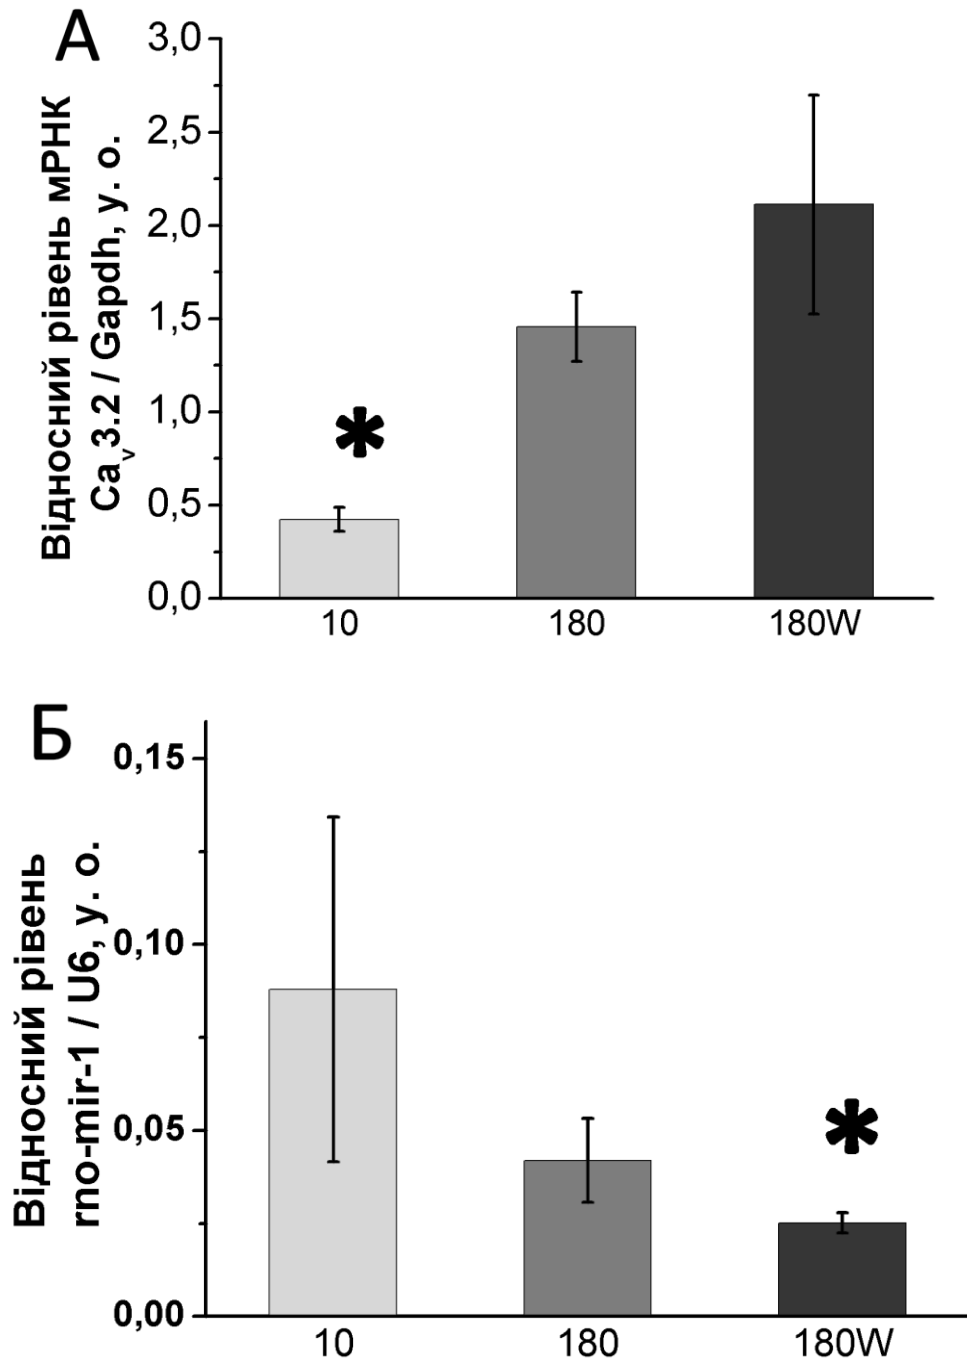 А
Відносний рівень мРНК
Caᵥ3.2 / Gapdh, у. о.
3,0
2,5
2,0
1,5
1,0
0,5
0,0
*
10 180 180W
Б
Відносний рівень
rno-mir-1 / U6, у. о.
0,15
0,10
0,05
0,00
*
10 180 180W